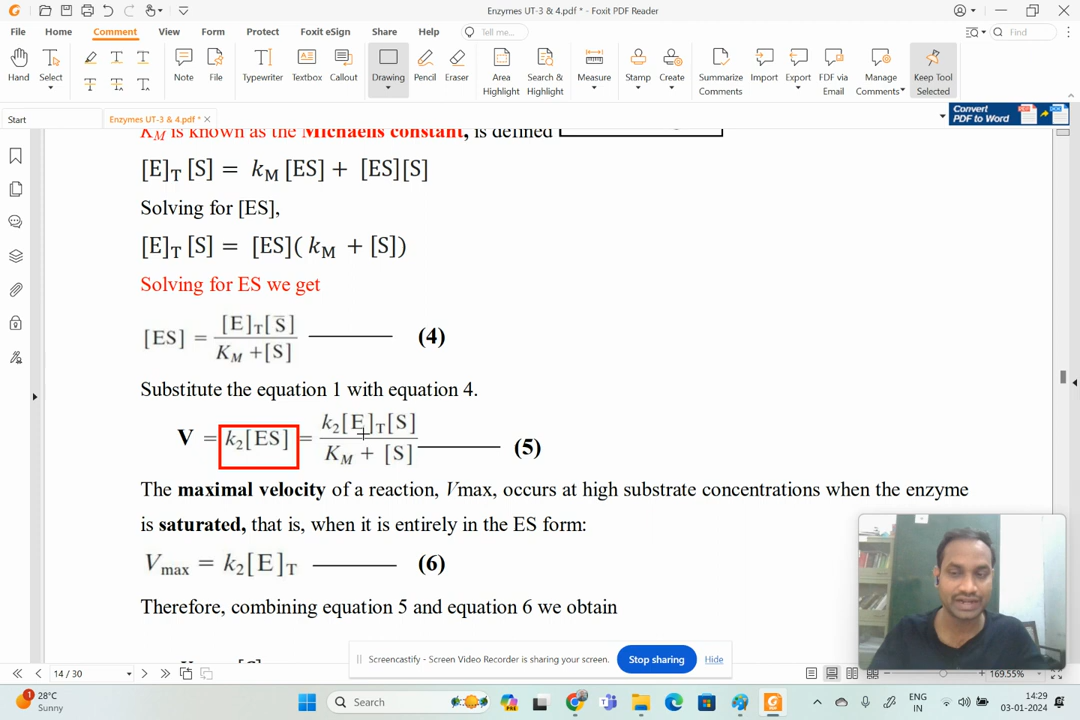 Enzymes UT-3 & 4.pdf * - Foxit PDF Reader
File Home Comment View Form Protect Foxit eSign Share Help Tell me... Find
Hand Select Note File Typewriter Textbox Callout Drawing Pencil Eraser Area Highlight Search & Highlight Measure Stamp Create Summarize Comments Import Export FDF via Email Manage Comments Keep Tool Selected
Start Enzymes UT-3 & 4.pdf * Convert PDF to Word
K_M is known as the Michaelis constant, is defined
[E]_T [S] = k_M [ES] + [ES][S]
Solving for [ES],
[E]_T [S] = [ES]( k_M + [S])
Solving for ES we get
[ES] = [E]_T[S] / K_M +[S] (4)
Substitute the equation 1 with equation 4.
V = k_2[ES] = k_2[E]_T[S] / K_M + [S] (5)
The maximal velocity of a reaction, Vmax, occurs at high substrate concentrations when the enzyme
is saturated, that is, when it is entirely in the ES form:
V_max = k_2[E]_T (6)
Therefore, combining equation 5 and equation 6 we obtain
Screencastify - Screen Video Recorder is sharing your screen. Stop sharing Hide
14 / 30 169.55%
28°C
Sunny
Search
ENG
IN
14:29
03-01-2024